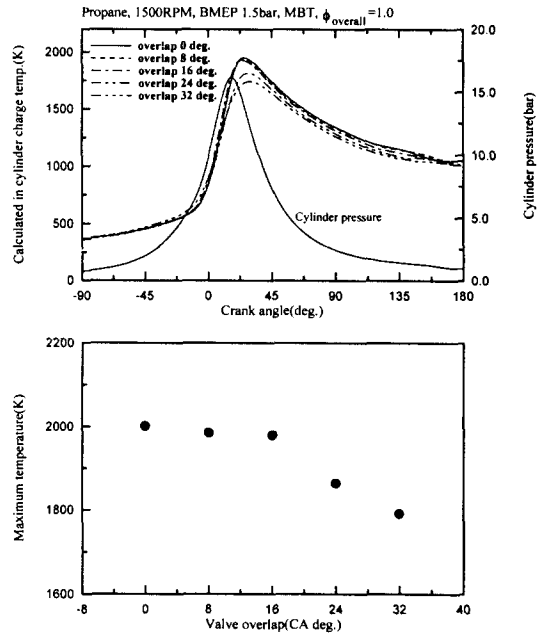 Propane, 1500RPM, BMEP 1.5bar, MBT, ϕoverall=1.0
Calculated in cylinder charge temp.(K)
2000
1750
1500
1250
1000
750
500
250
0
overlap 0 deg.
overlap 8 deg.
overlap 16 deg.
overlap 24 deg.
overlap 32 deg.
Cylinder pressure
20.0
15.0
10.0
5.0
0.0
Cylinder pressure(bar)
-90 -45 0 45 90 135 180
Crank angle(deg.)
Maximum temperature(K)
2200
2000
1800
1600
-8 0 8 16 24 32 40
Valve overlap(CA deg.)